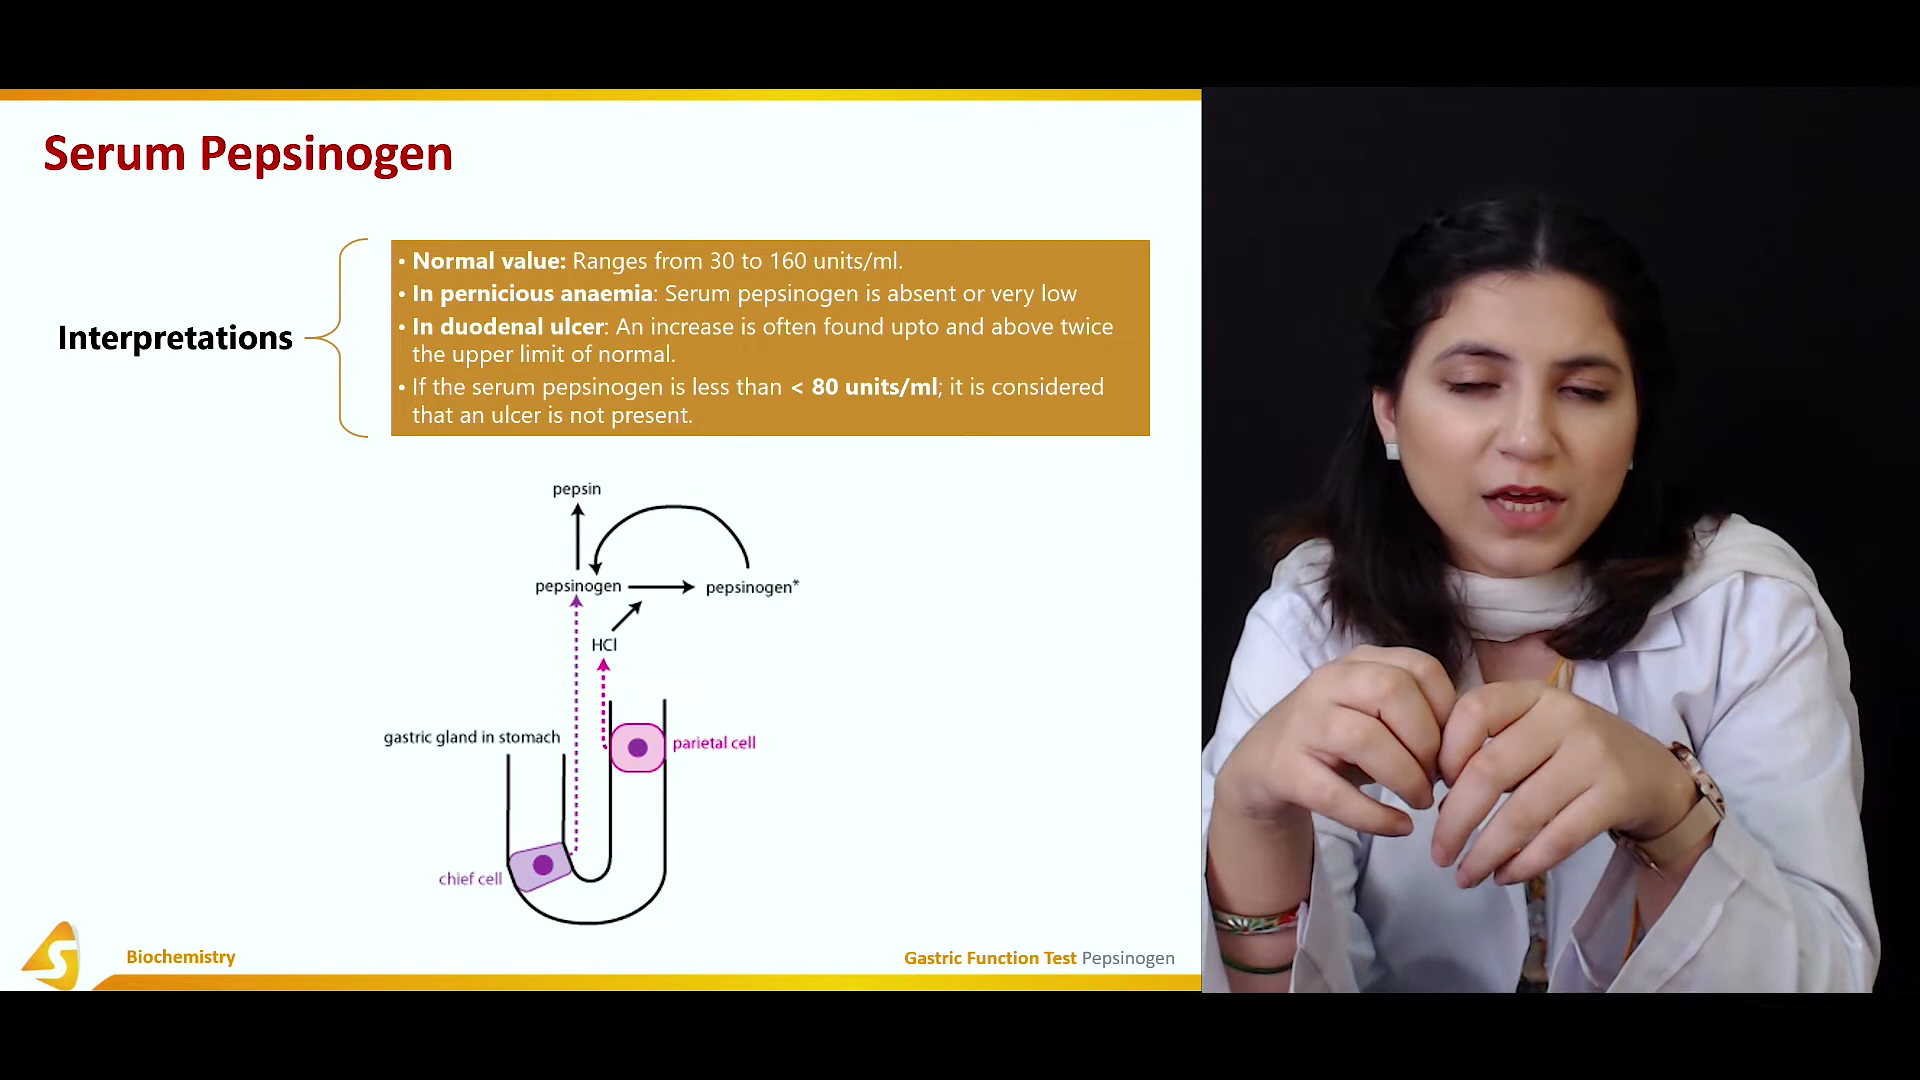 Serum Pepsinogen
Interpretations
• Normal value: Ranges from 30 to 160 units/ml.
• In pernicious anaemia: Serum pepsinogen is absent or very low
• In duodenal ulcer: An increase is often found upto and above twice
the upper limit of normal.
• If the serum pepsinogen is less than < 80 units/ml; it is considered
that an ulcer is not present.
pepsin
pepsinogen
pepsinogen*
HCl
gastric gland in stomach
parietal cell
chief cell
S
Biochemistry
Gastric Function Test Pepsinogen